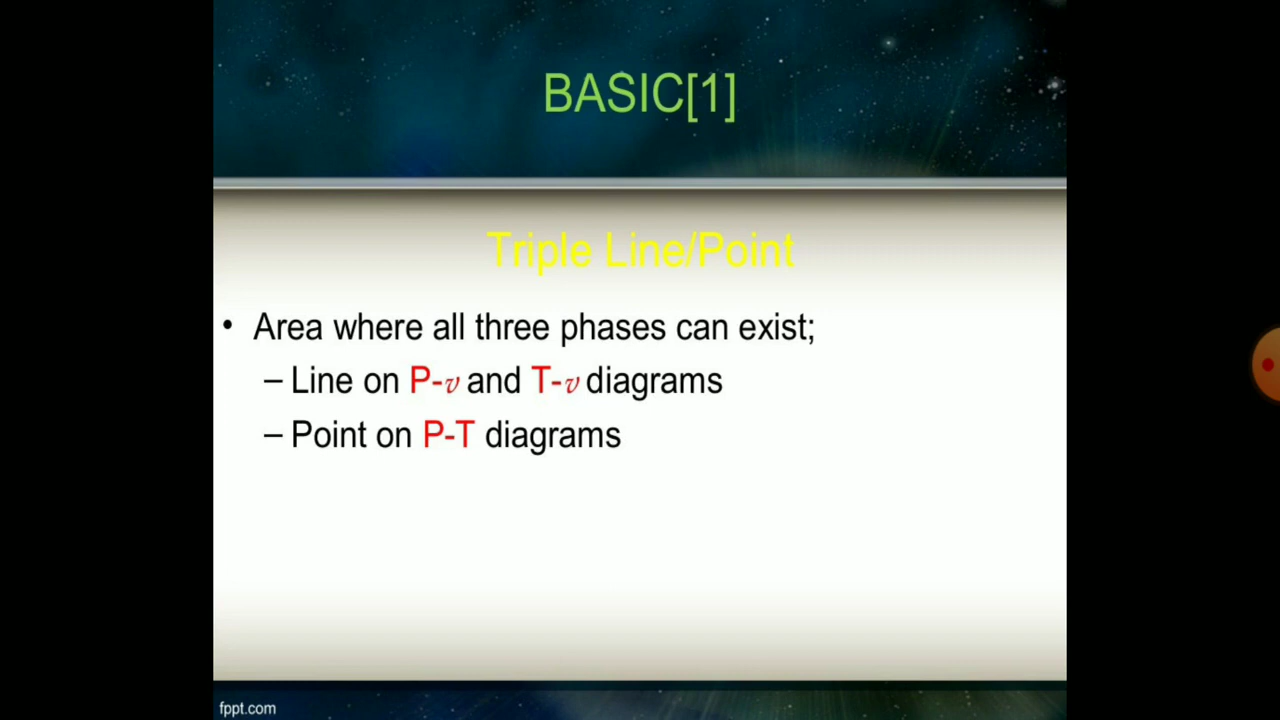 BASIC[1]
Triple Line/Point
• Area where all three phases can exist;
– Line on P-v and T-v diagrams
– Point on P-T diagrams
fppt.com